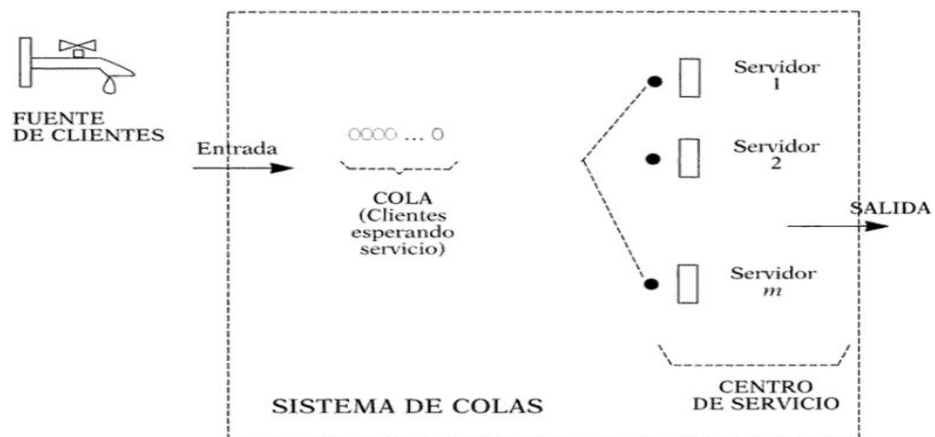 FUENTE
DE CLIENTES
Entrada
COLA
(Clientes
esperando
servicio)
Servidor
1
Servidor
2
Servidor
m
SALIDA
CENTRO
DE SERVICIO
SISTEMA DE COLAS